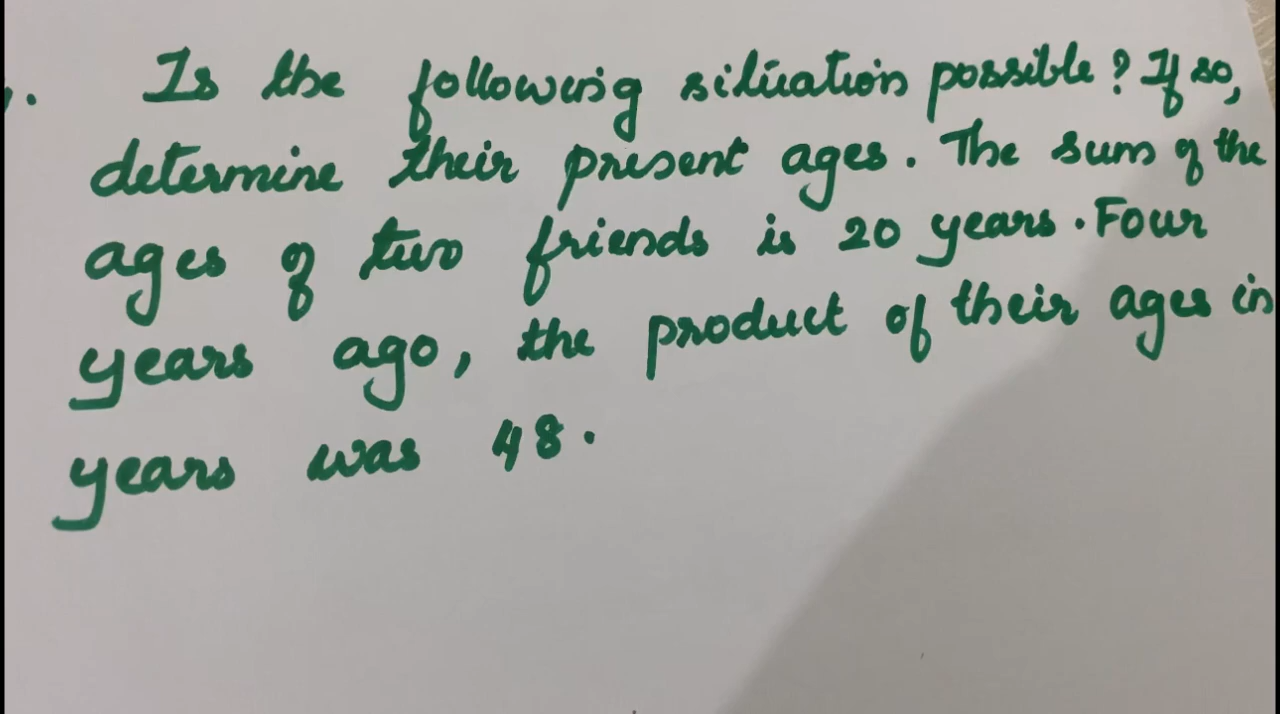 Is the following situation possible? If so,
determine their present ages. The sum of the
ages of two friends is 20 years. Four
years ago, the product of their ages in
years was 48.